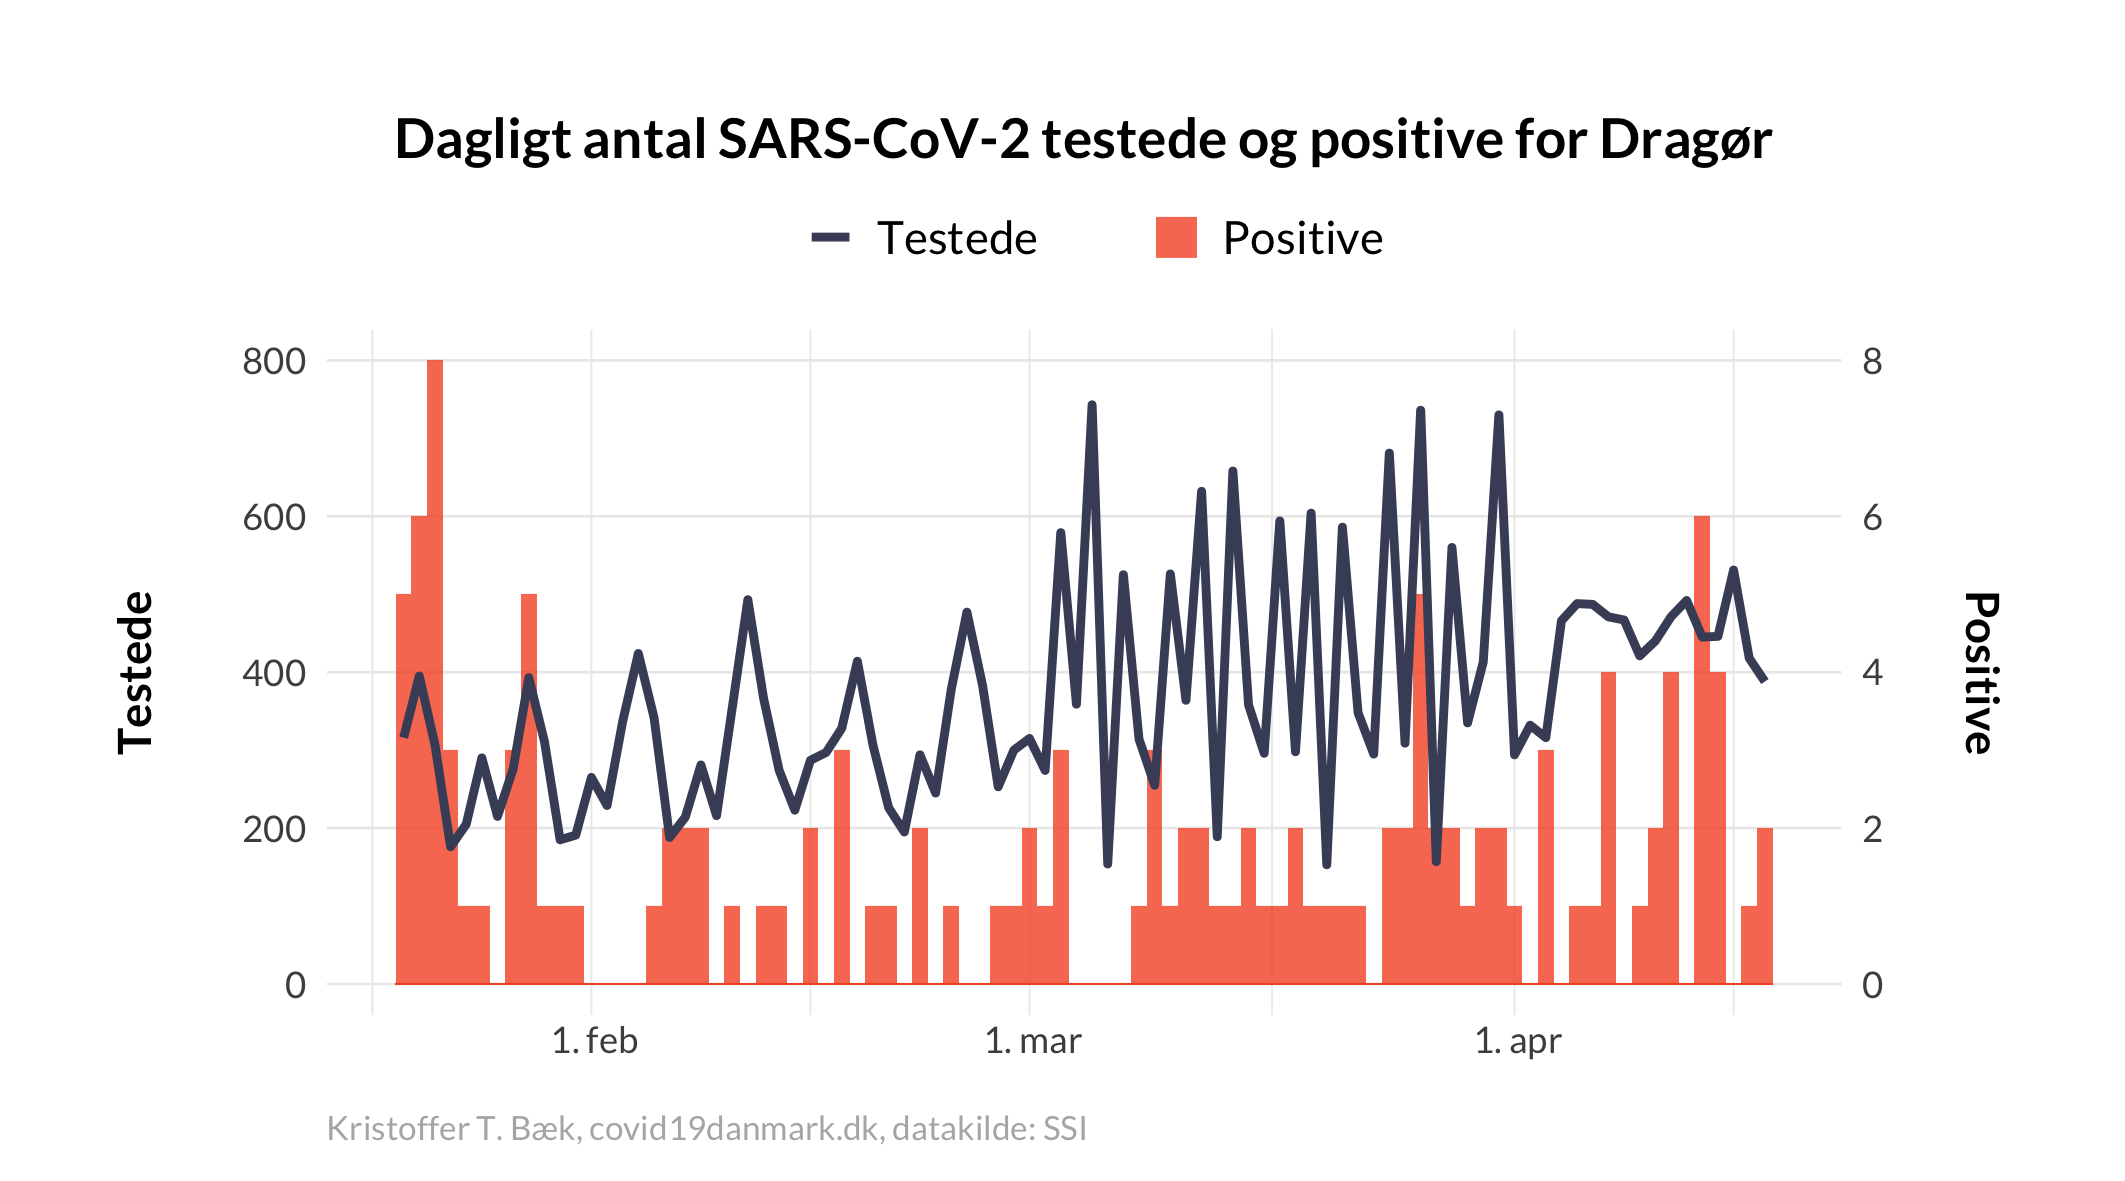 Dagligt antal SARS-CoV-2 testede og positive for Dragør
Testede
Positive
800
600
400
200
0
8
6
4
2
0
Testede
Positive
1. feb
1. mar
1. apr
Kristoffer T. Bæk, covid19danmark.dk, datakilde: SSI